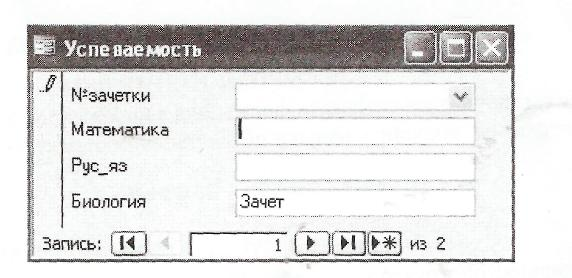 Успеваемость
№зачетки
Математика
Рус_яз
Биология Зачет
Запись: 1 из 2